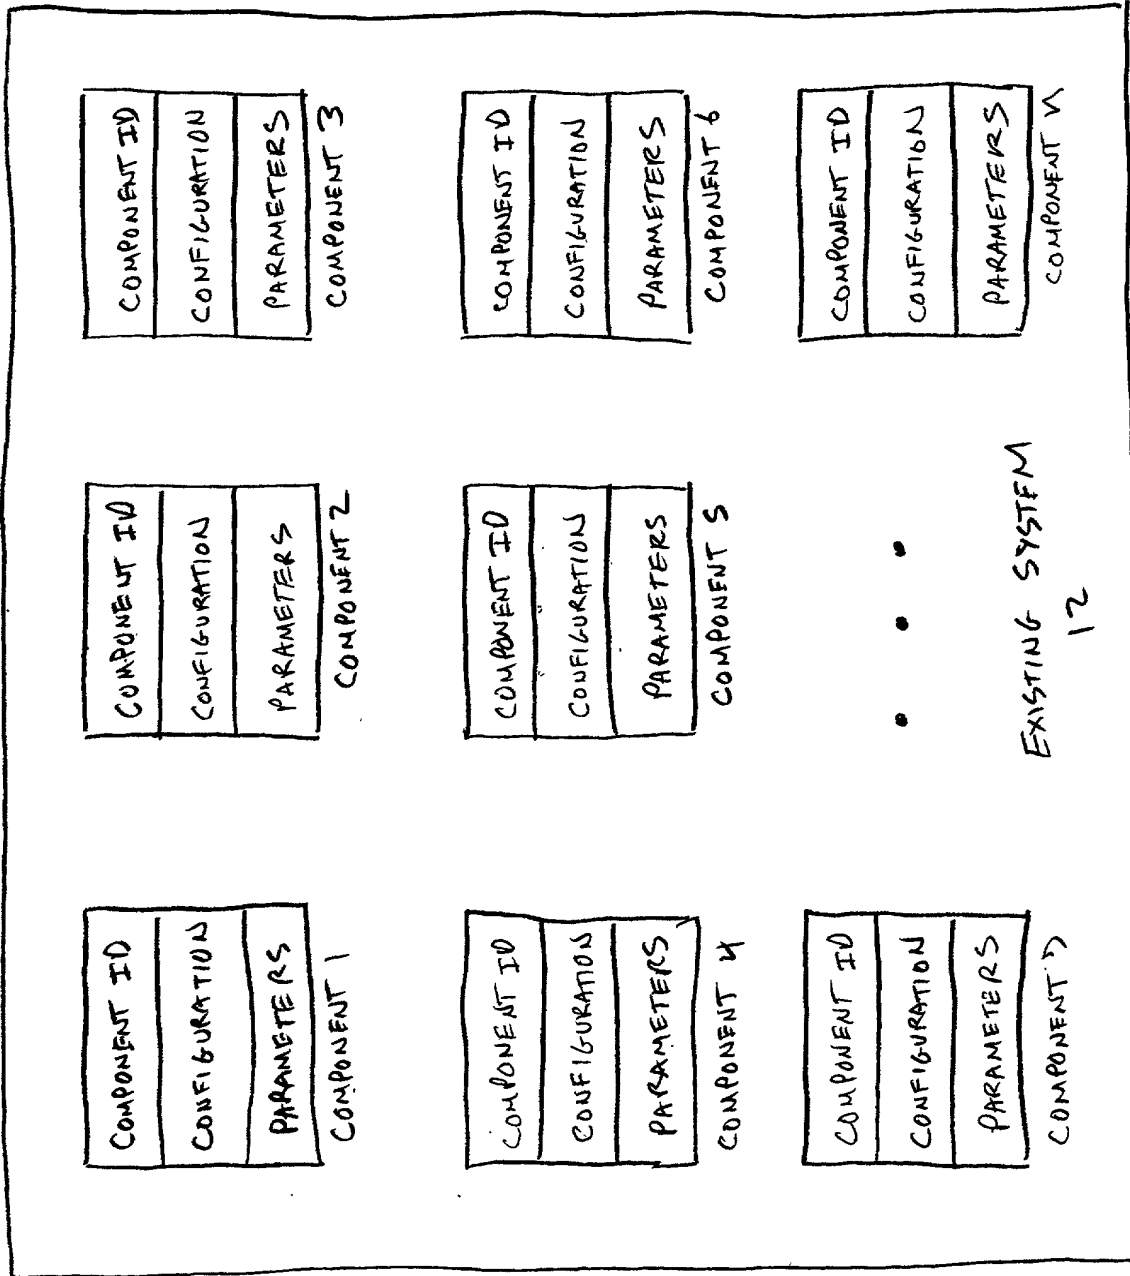 COMPONENT ID
CONFIGURATION
PARAMETERS
COMPONENT 1
COMPONENT ID
CONFIGURATION
PARAMETERS
COMPONENT 2
COMPONENT ID
CONFIGURATION
PARAMETERS
COMPONENT 3
COMPONENT ID
CONFIGURATION
PARAMETERS
COMPONENT 4
COMPONENT ID
CONFIGURATION
PARAMETERS
COMPONENT 5
COMPONENT ID
CONFIGURATION
PARAMETERS
COMPONENT 6
COMPONENT ID
CONFIGURATION
PARAMETERS
COMPONENT
• • •
COMPONENT ID
CONFIGURATION
PARAMETERS
COMPONENT N
EXISTING SYSTEM
12